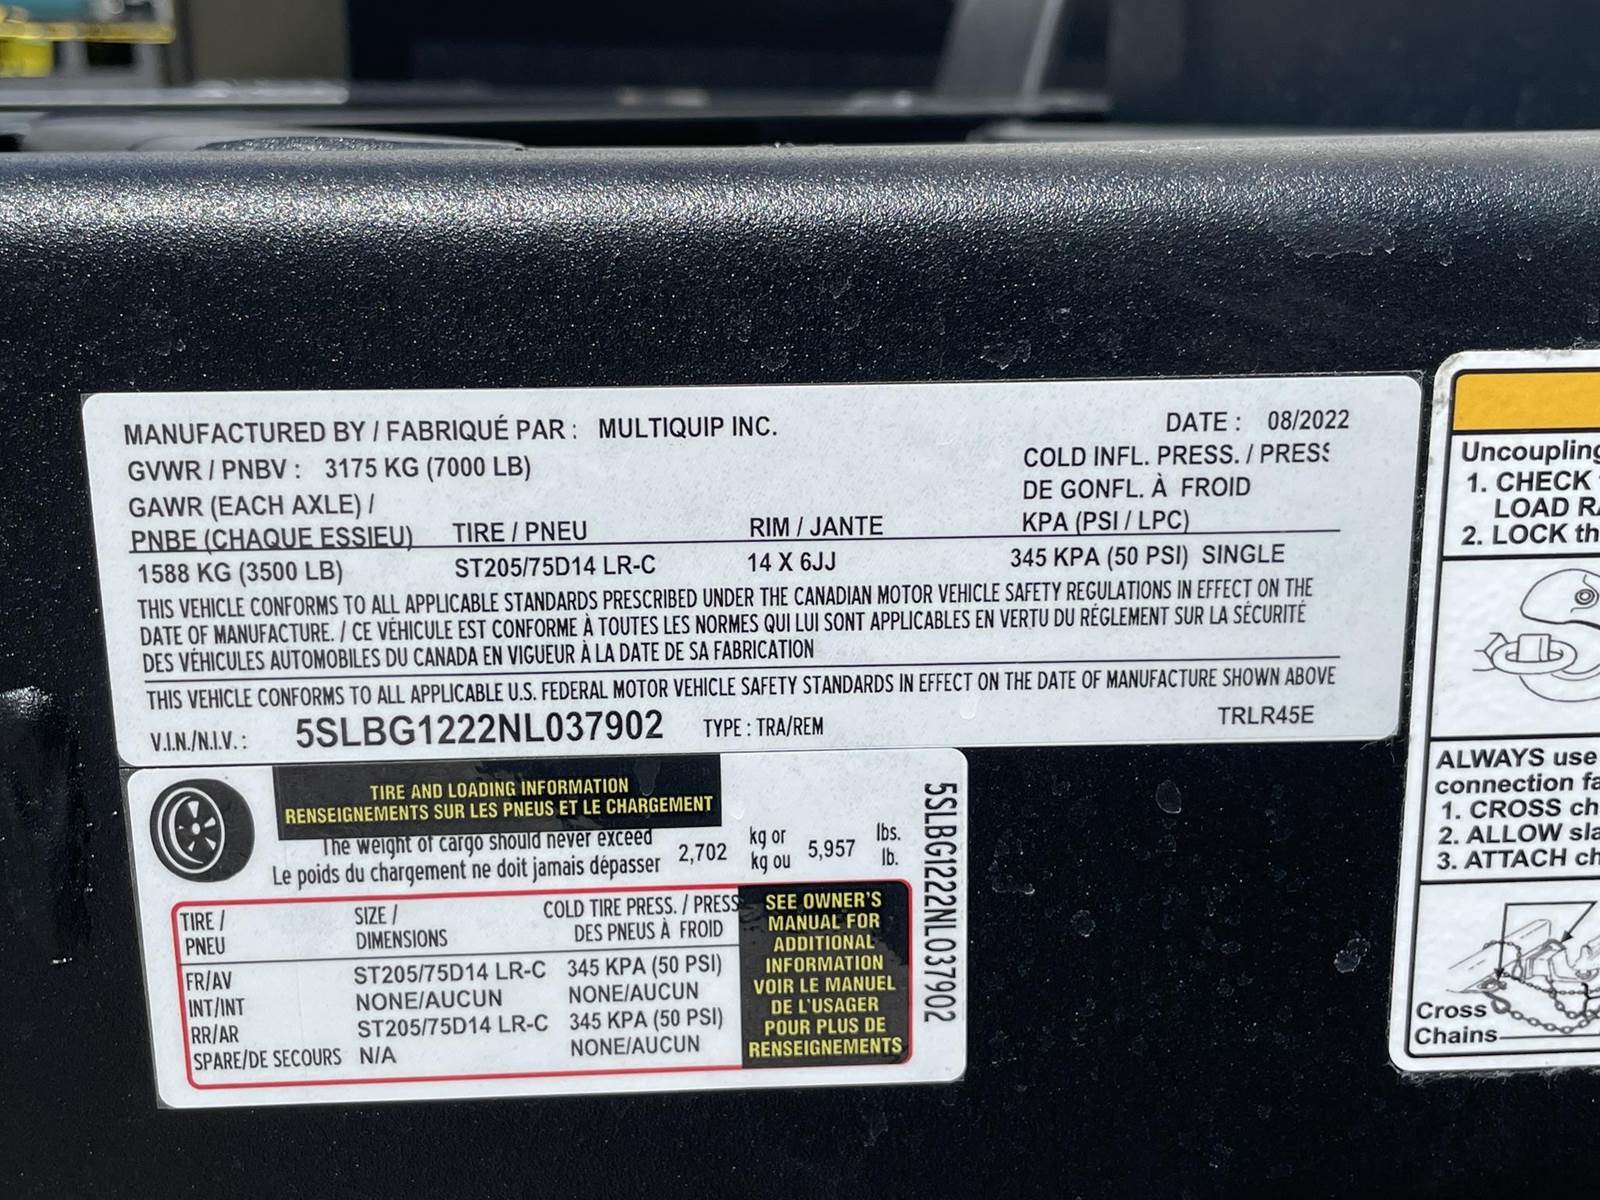 MANUFACTURED BY / FABRIQUÉ PAR : MULTIQUIP INC. DATE : 08/2022
GVWR / PNBV : 3175 KG (7000 LB) COLD INFL. PRESS. / PRESS
GAWR (EACH AXLE) / DE GONFL. À FROID
PNBE (CHAQUE ESSIEU) TIRE / PNEU RIM / JANTE KPA (PSI / LPC)
1588 KG (3500 LB) ST205/75D14 LR-C 14 X 6JJ 345 KPA (50 PSI) SINGLE
THIS VEHICLE CONFORMS TO ALL APPLICABLE STANDARDS PRESCRIBED UNDER THE CANADIAN MOTOR VEHICLE SAFETY REGULATIONS IN EFFECT ON THE
DATE OF MANUFACTURE. / CE VÉHICULE EST CONFORME À TOUTES LES NORMES QUI LUI SONT APPLICABLES EN VERTU DU RÉGLEMENT SUR LA SÉCURITÉ
DES VÉHICULES AUTOMOBILES DU CANADA EN VIGUEUR À LA DATE DE SA FABRICATION
THIS VEHICLE CONFORMS TO ALL APPLICABLE U.S. FEDERAL MOTOR VEHICLE SAFETY STANDARDS IN EFFECT ON THE DATE OF MANUFACTURE SHOWN ABOVE
V.I.N./N.I.V. : 5SLBG1222NL037902 TYPE : TRA/REM TRLR45E
TIRE AND LOADING INFORMATION
RENSEIGNEMENTS SUR LES PNEUS ET LE CHARGEMENT
The weight of cargo should never exceed 2,702 kg or 5,957 lbs.
Le poids du chargement ne doit jamais dépasser kg ou lb.
TIRE / SIZE / COLD TIRE PRESS. / PRESS
PNEU DIMENSIONS DES PNEUS À FROID
FR/AV ST205/75D14 LR-C 345 KPA (50 PSI)
INT/INT NONE/AUCUN NONE/AUCUN
RR/AR ST205/75D14 LR-C 345 KPA (50 PSI)
SPARE/DE SECOURS N/A NONE/AUCUN
SEE OWNER'S
MANUAL FOR
ADDITIONAL
INFORMATION
VOIR LE MANUEL
DE L'USAGER
POUR PLUS DE
RENSEIGNEMENTS
5SLBG1222NL037902
Uncoupling
1. CHECK
LOAD
2. LOCK
ALWAYS use
connection
1. CROSS
2. ALLOW
3. ATTACH
Cross
Chains